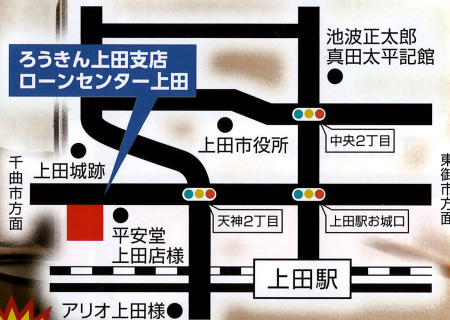 池波正太郎
真田太平記館
ろうきん上田支店
ローンセンター上田
中央2丁目
上田市役所
上田城跡
千曲市方面
東御市方面
天神2丁目
上田駅お城口
平安堂
上田店様
上田駅
アリオ上田様